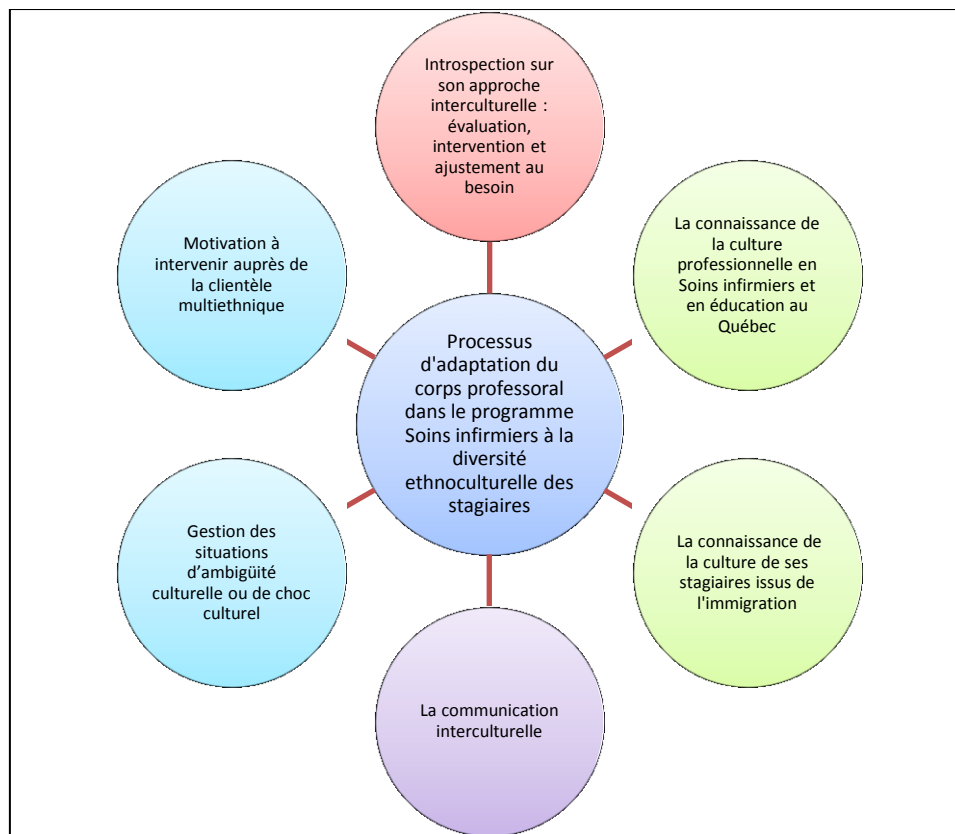 Introspection sur
son approche
interculturelle :
évaluation,
intervention et
ajustement au
besoin
La connaissance de
la culture
professionnelle en
Soins infirmiers et
en éducation au
Québec
La connaissance de
la culture de ses
stagiaires issus de
l'immigration
La communication
interculturelle
Gestion des
situations
d’ambigüité
culturelle ou de choc
culturel
Motivation à
intervenir auprès de
la clientèle
multiethnique
Processus
d'adaptation du
corps professoral
dans le programme
Soins infirmiers à la
diversité
ethnoculturelle des
stagiaires